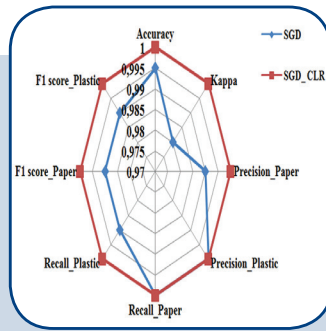 Accuracy
SGD
SGD_CLR
1
0,995
0,99
0,985
0,98
0,975
0,97
Kappa
Precision_Paper
Precision_Plastic
Recall_Paper
Recall_Plastic
F1 score_Paper
F1 score_Plastic